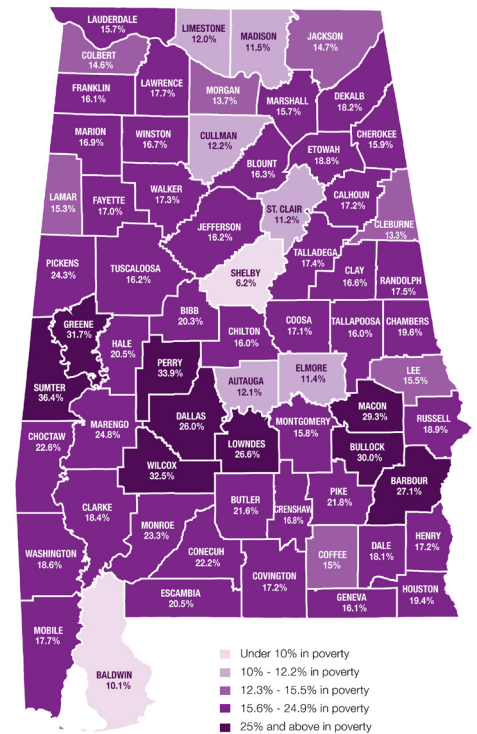 LAUDERDALE
15.7%
LIMESTONE
12.0%
MADISON
11.5%
JACKSON
14.7%
COLBERT
14.6%
FRANKLIN
16.1%
LAWRENCE
17.7%
MORGAN
13.7%
MARSHALL
15.7%
DEKALB
18.2%
MARION
16.9%
WINSTON
16.7%
CULLMAN
12.2%
CHEROKEE
15.9%
ETOWAH
18.8%
BLOUNT
16.3%
LAMAR
15.3%
FAYETTE
17.0%
WALKER
17.3%
CALHOUN
17.2%
ST. CLAIR
11.2%
CLEBURNE
13.3%
JEFFERSON
16.2%
PICKENS
24.3%
TUSCALOOSA
16.2%
SHELBY
6.2%
TALLADEGA
17.4%
CLAY
16.6%
RANDOLPH
17.5%
BIBB
20.3%
GREENE
31.7%
HALE
20.5%
CHILTON
16.0%
COOSA
17.1%
TALLAPOOSA
16.0%
CHAMBERS
19.6%
PERRY
33.9%
SUMTER
36.4%
AUTAUGA
12.1%
ELMORE
11.4%
LEE
15.5%
MARENGO
24.8%
DALLAS
26.0%
MACON
29.3%
RUSSELL
18.9%
CHOCTAW
22.6%
LOWNDES
26.6%
MONTGOMERY
15.8%
BULLOCK
30.0%
WILCOX
32.5%
BARBOUR
27.1%
CLARKE
18.4%
BUTLER
21.6%
CRENSHAW
16.8%
PIKE
21.8%
MONROE
23.3%
WASHINGTON
18.6%
CONECUH
22.2%
COFFEE
15%
DALE
18.1%
HENRY
17.2%
COVINGTON
17.2%
ESCAMBIA
20.5%
GENEVA
16.1%
HOUSTON
19.4%
MOBILE
17.7%
BALDWIN
10.1%
Under 10% in poverty
10% - 12.2% in poverty
12.3% - 15.5% in poverty
15.6% - 24.9% in poverty
25% and above in poverty